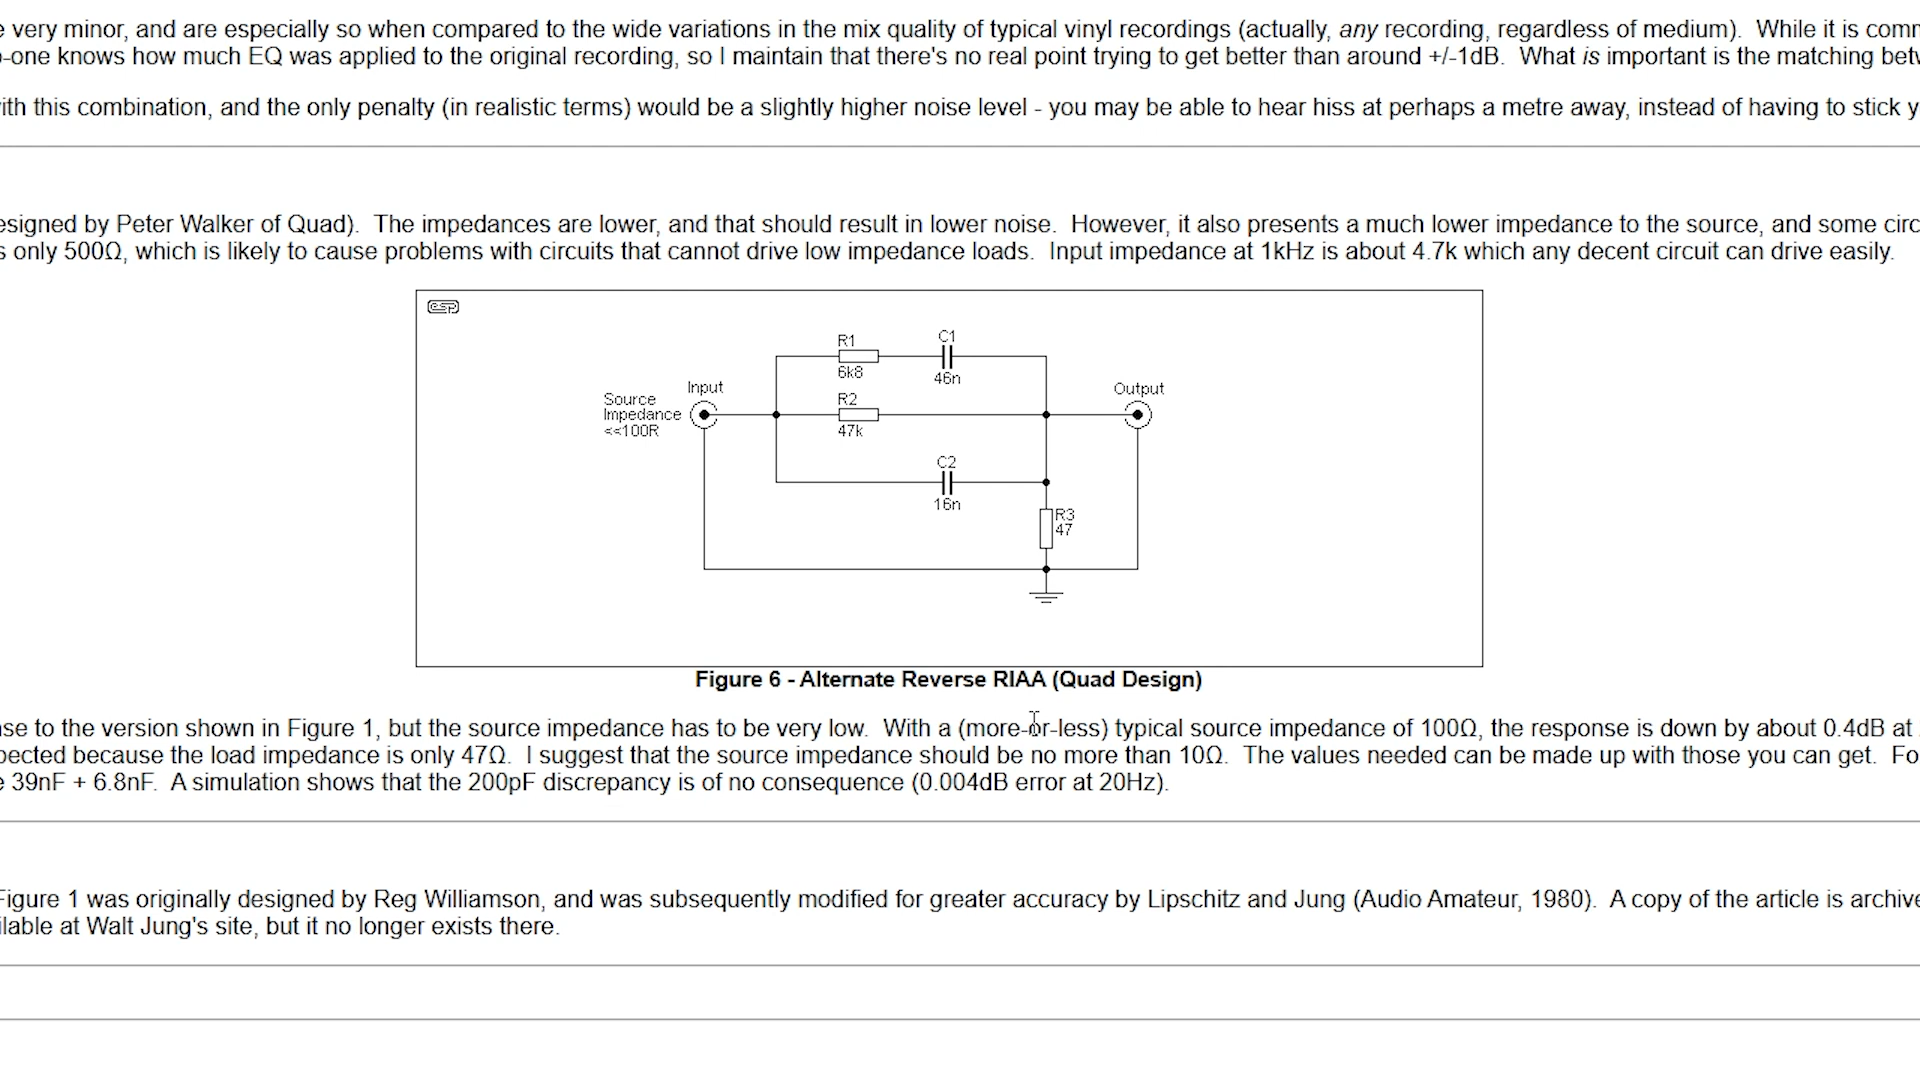 very minor, and are especially so when compared to the wide variations in the mix quality of typical vinyl recordings (actually, any recording, regardless of medium).  While it is
-one knows how much EQ was applied to the original recording, so I maintain that there's no real point trying to get better than around +/-1dB.  What is important is the matching
with this combination, and the only penalty (in realistic terms) would be a slightly higher noise level - you may be able to hear hiss at perhaps a metre away, instead of having to stick
esigned by Peter Walker of Quad).  The impedances are lower, and that should result in lower noise.  However, it also presents a much lower impedance to the source, and some
only 500Ω, which is likely to cause problems with circuits that cannot drive low impedance loads.  Input impedance at 1kHz is about 4.7k which any decent circuit can drive easily.
esp
R1
6k8
C1
46n
Input
Source
Impedance
<<100R
R2
47k
Output
C2
16n
R3
47
Figure 6 - Alternate Reverse RIAA (Quad Design)
to the version shown in Figure 1, but the source impedance has to be very low.  With a (more-or-less) typical source impedance of 100Ω, the response is down by about 0.4dB at
pected because the load impedance is only 47Ω.  I suggest that the source impedance should be no more than 10Ω.  The values needed can be made up with those you can get.  Fo
39nF + 6.8nF.  A simulation shows that the 200pF discrepancy is of no consequence (0.004dB error at 20Hz).
Figure 1 was originally designed by Reg Williamson, and was subsequently modified for greater accuracy by Lipschitz and Jung (Audio Amateur, 1980).  A copy of the article is archive
ilable at Walt Jung's site, but it no longer exists there.